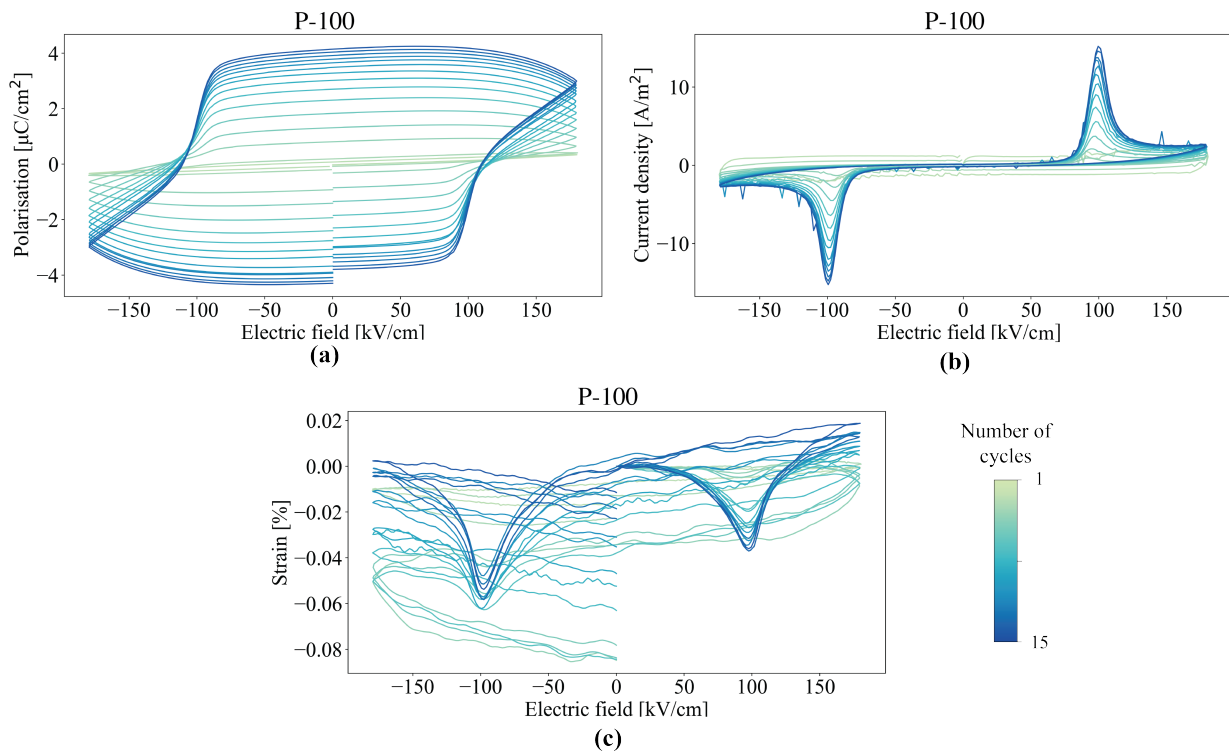 P-100
Polarisation [μC/cm²]
4
2
0
−2
−4
−150 −100 −50 0 50 100 150
Electric field [kV/cm]
(a)
P-100
Current density [A/m²]
10
0
−10
−150 −100 −50 0 50 100 150
Electric field [kV/cm]
(b)
P-100
Strain [%]
0.02
0.00
−0.02
−0.04
−0.06
−0.08
−150 −100 −50 0 50 100 150
Electric field [kV/cm]
(c)
Number of
cycles
1
15